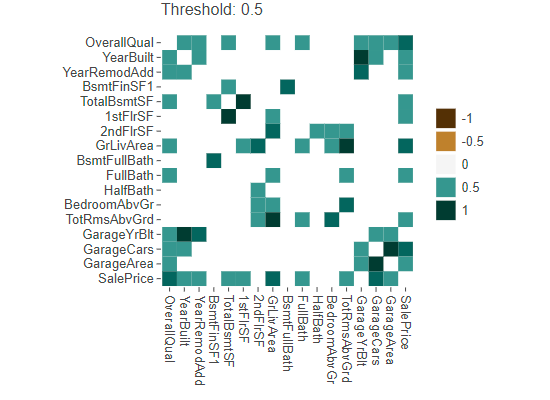 Threshold: 0.5
OverallQual
YearBuilt
YearRemodAdd
BsmtFinSF1
TotalBsmtSF
1stFlrSF
2ndFlrSF
GrLivArea
BsmtFullBath
FullBath
HalfBath
BedroomAbvGr
TotRmsAbvGrd
GarageYrBlt
GarageCars
GarageArea
SalePrice
-1
-0.5
0
0.5
1
OverallQual
YearBuilt
YearRemodAdd
BsmtFinSF1
TotalBsmtSF
1stFlrSF
2ndFlrSF
GrLivArea
BsmtFullBath
FullBath
HalfBath
BedroomAbvGr
TotRmsAbvGrd
GarageYrBlt
GarageCars
GarageArea
SalePrice